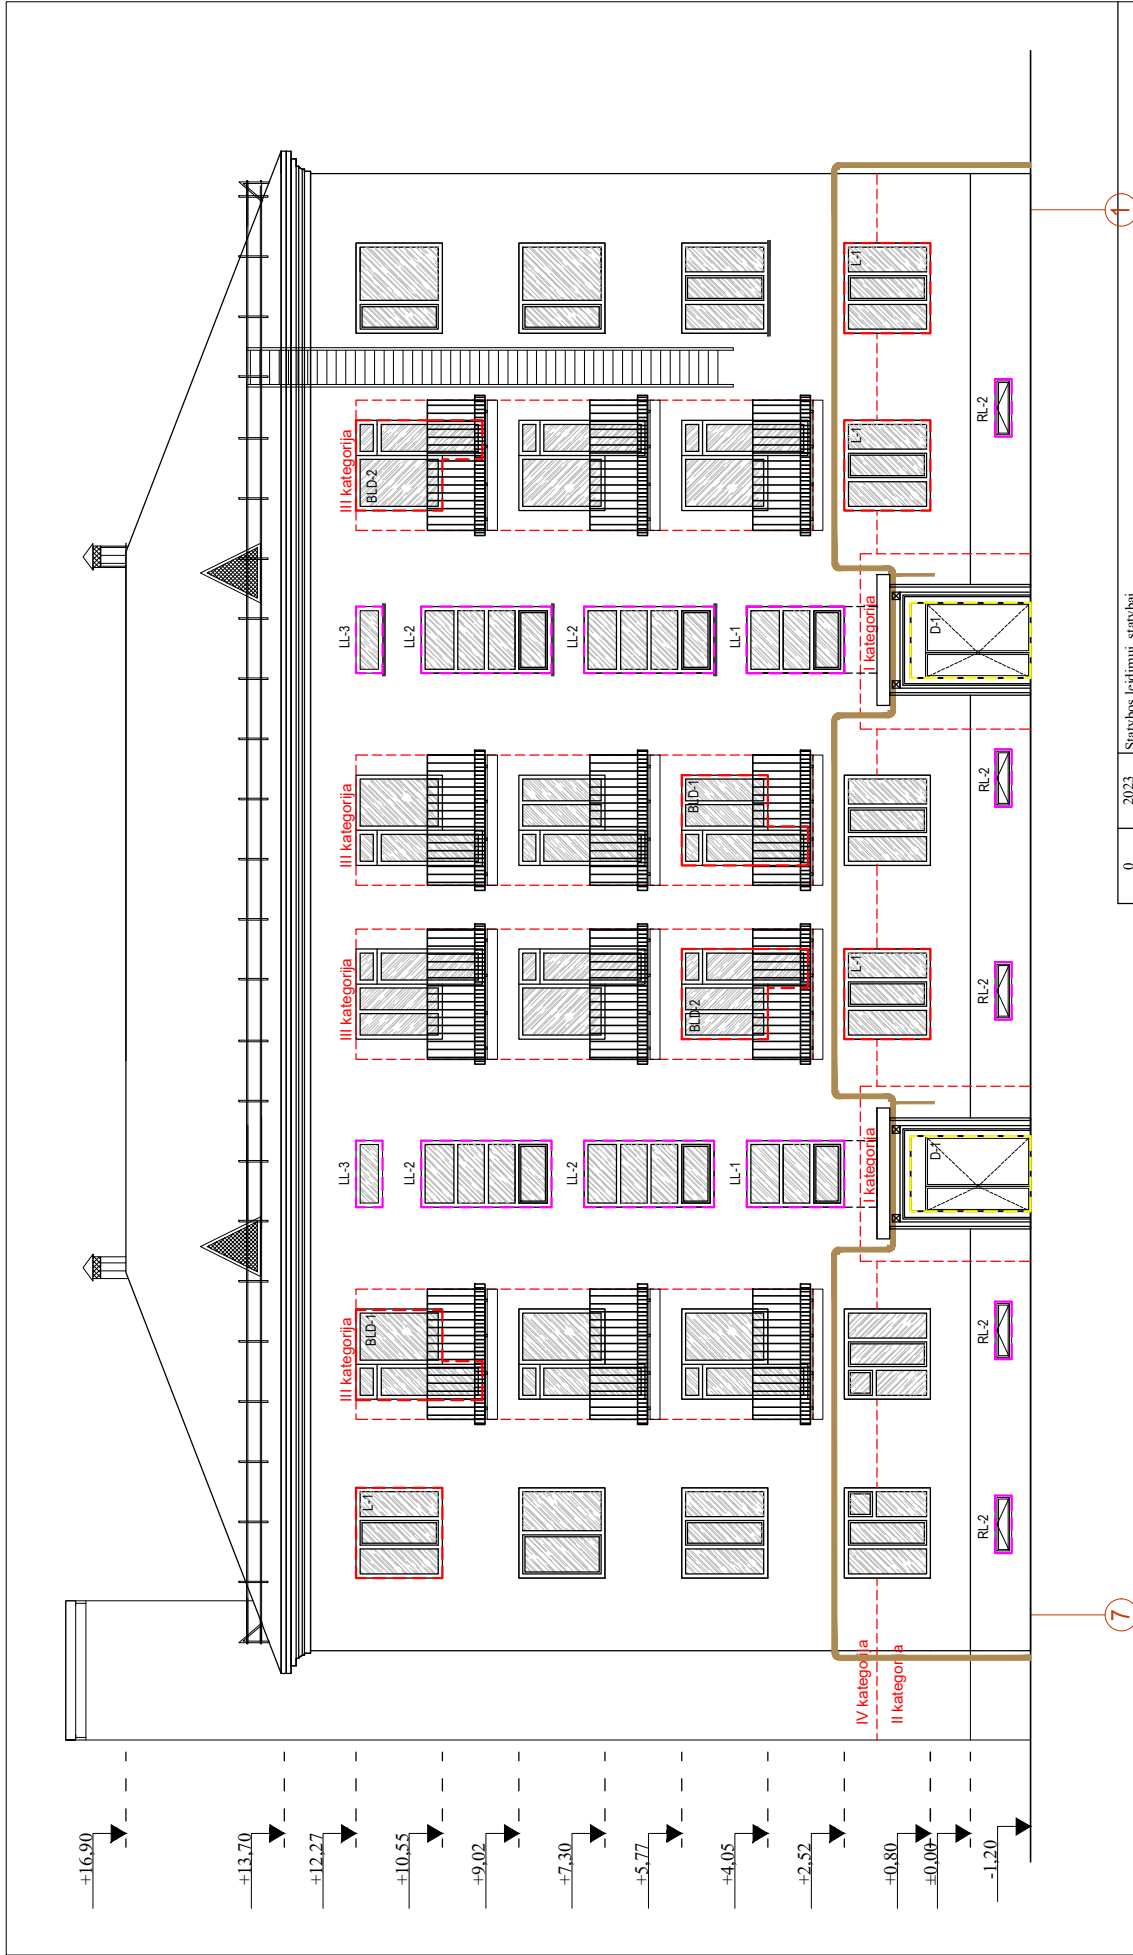 +16,90
+13,70
+12,27
+10,55
+9,02
+7,30
+5,77
+4,05
+2,52
+0,80
±0,00
-1,20
III kategorija
III kategorija
III kategorija
III kategorija
L-1
BLD-1
LL-3
LL-3
BLD-2
LL-2
LL-2
LL-2
LL-2
BLD-2
BLD-1
LL-1
LL-1
L-1
L-1
L-1
IV kategorija
I kategorija
I kategorija
II kategorija
D-1
D-1
RL-2
RL-2
RL-2
RL-2
RL-2
7
1
0
2023
Statybos leidimui, statybai